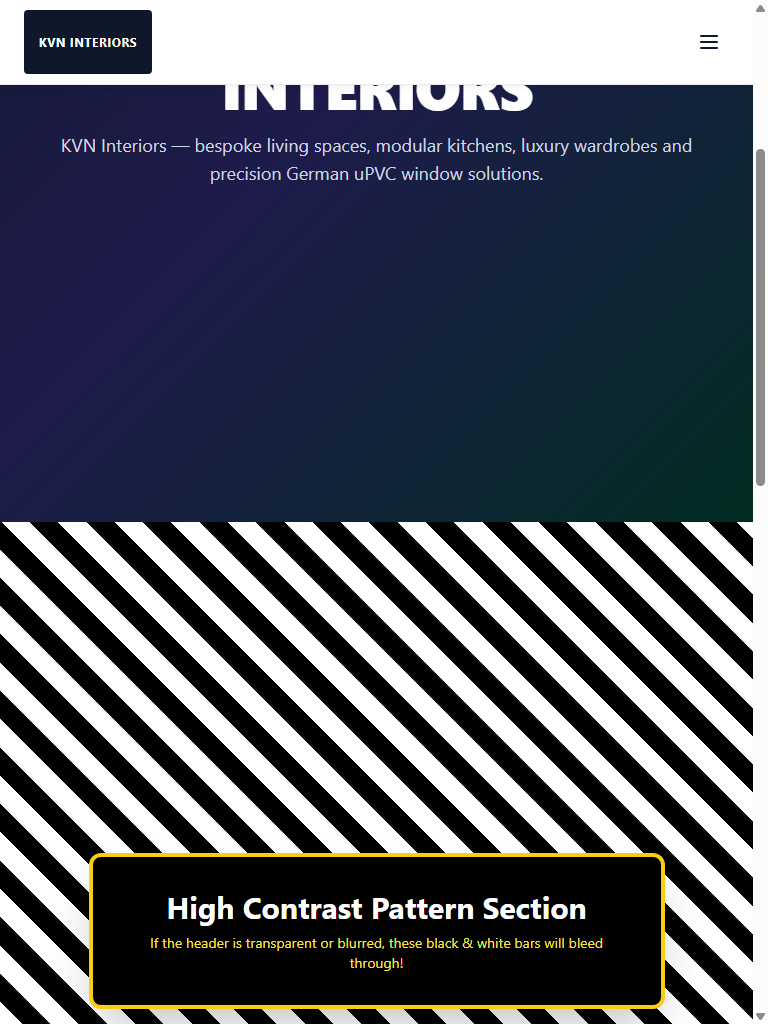 KVN INTERIORS
INTERIORS
KVN Interiors — bespoke living spaces, modular kitchens, luxury wardrobes and
precision German uPVC window solutions.
High Contrast Pattern Section
If the header is transparent or blurred, these black & white bars will bleed
through!